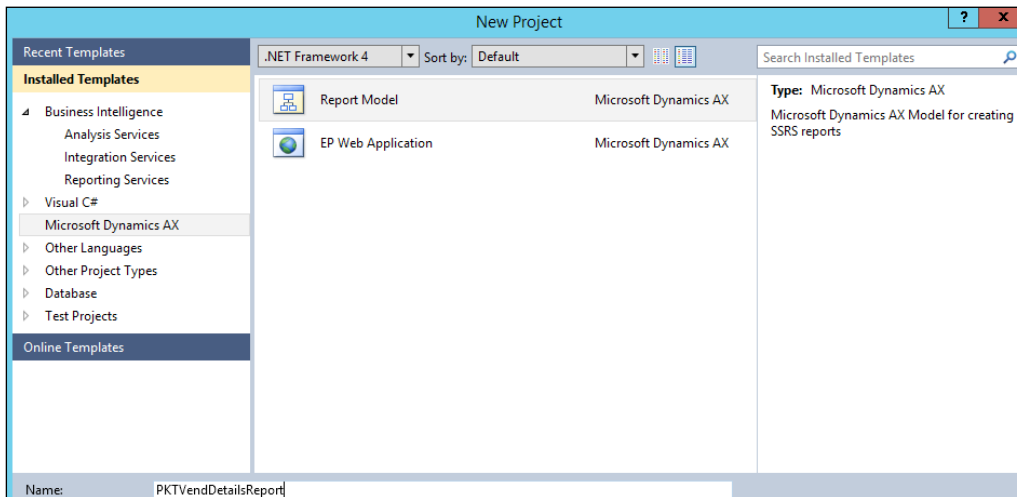 New Project
? x
Recent Templates
.NET Framework 4 Sort by: Default
Search Installed Templates
Installed Templates
Business Intelligence
Analysis Services
Integration Services
Reporting Services
Visual C#
Microsoft Dynamics AX
Other Languages
Other Project Types
Database
Test Projects
Online Templates
Report Model Microsoft Dynamics AX
EP Web Application Microsoft Dynamics AX
Type: Microsoft Dynamics AX
Microsoft Dynamics AX Model for creating
SSRS reports
Name: PKTVendDetailsReport